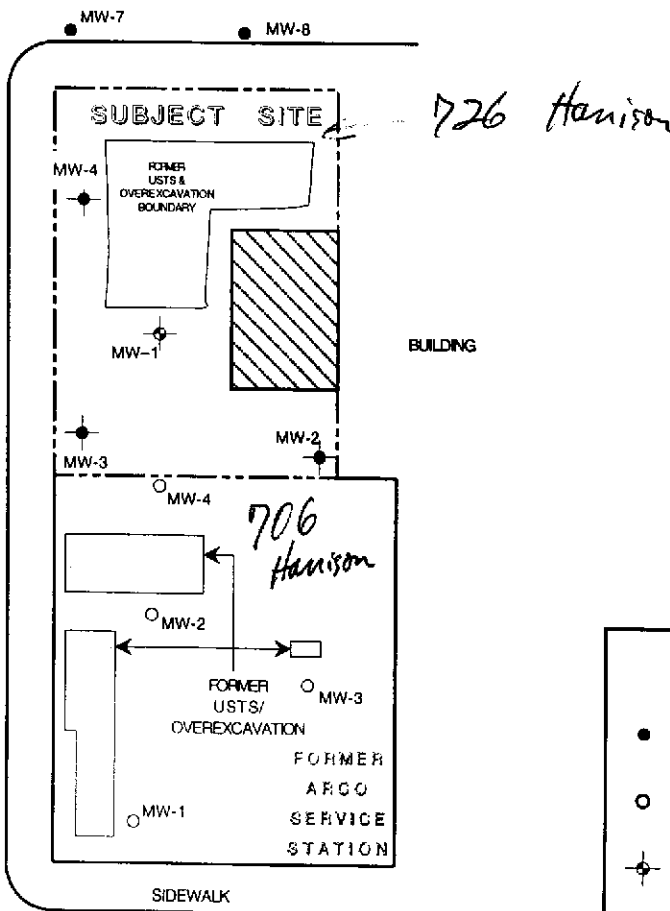 MW-7
MW-8
SUBJECT SITE
726 Harrison
MW-4
FORMER
USTS &
OVEREXCAVATION
BOUNDARY
MW-1
BUILDING
MW-3
MW-2
MW-4
706
Harrison
MW-2
FORMER
USTS/
OVEREXCAVATION
MW-3
FORMER
ARCO
SERVICE
STATION
MW-1
SIDEWALK